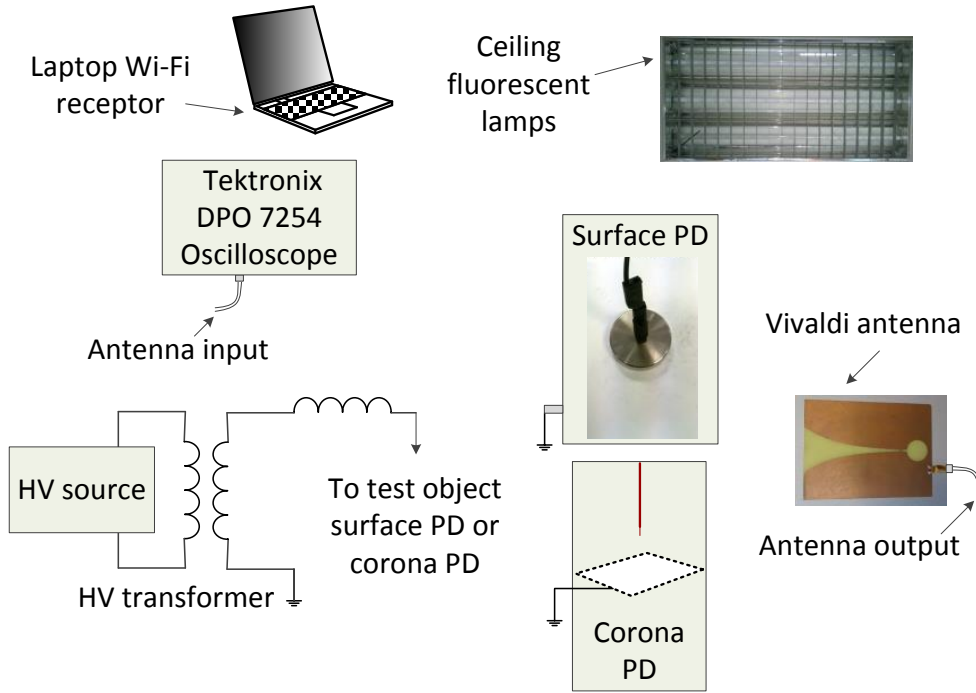 Laptop Wi-Fi
receptor
Ceiling
fluorescent
lamps
Tektronix
DPO 7254
Oscilloscope
Antenna input
Surface PD
Vivaldi antenna
HV source
To test object
surface PD or
corona PD
HV transformer
Antenna output
Corona
PD